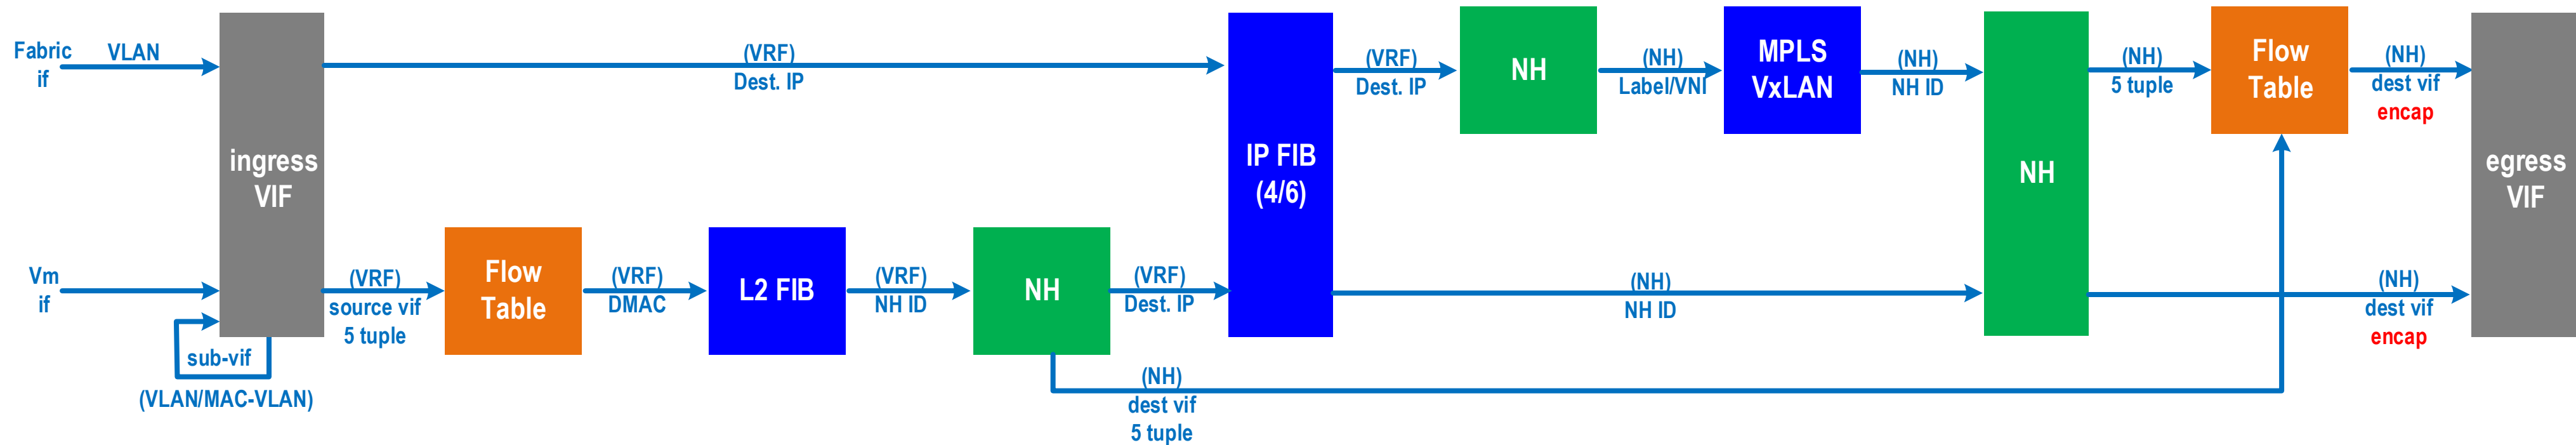 Fabric
if
VLAN
ingress
VIF
(VRF)
Dest. IP
IP FIB
(4/6)
(VRF)
Dest. IP
NH
(NH)
Label/VNI
MPLS
VxLAN
(NH)
NH ID
NH
(NH)
5 tuple
Flow
Table
(NH)
dest vif
encap
egress
VIF
Vm
if
sub-vif
(VLAN/MAC-VLAN)
(VRF)
source vif
5 tuple
Flow
Table
(VRF)
DMAC
L2 FIB
(VRF)
NH ID
NH
(VRF)
Dest. IP
(NH)
NH ID
(NH)
dest vif
encap
(NH)
dest vif
5 tuple